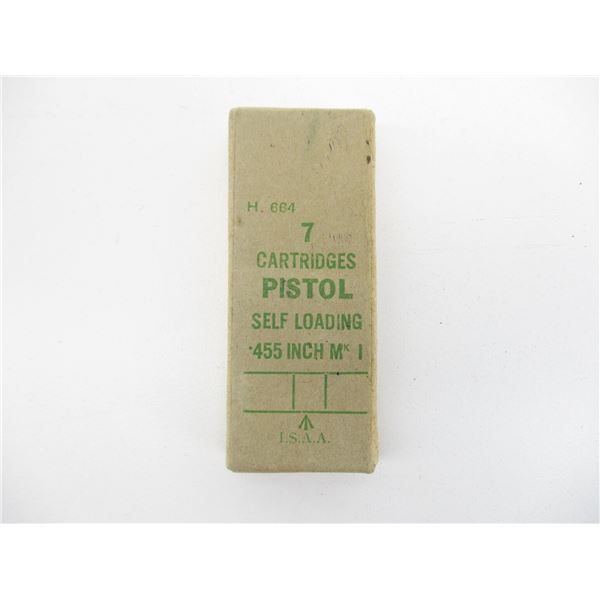 H. 664
7
CARTRIDGES
PISTOL
SELF LOADING
·455 INCH Mᴷ I
I.S.A.A.